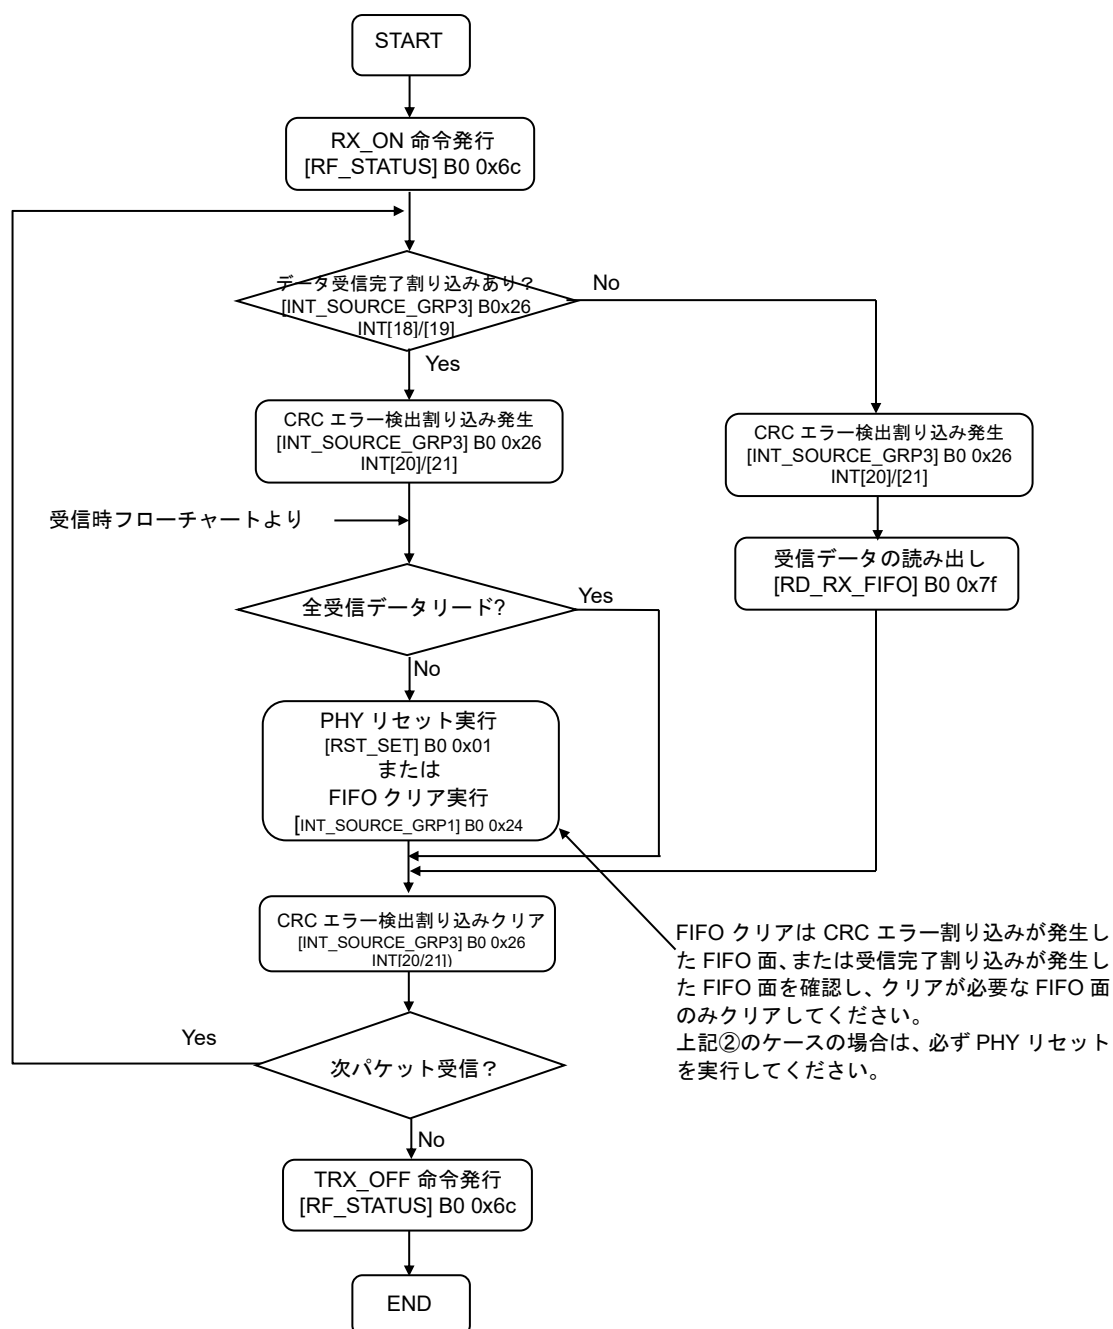 START
RX_ON 命令発行
[RF_STATUS] B0 0x6c
データ受信完了割り込みあり?
[INT_SOURCE_GRP3] B0x26
INT[18]/[19]
No
Yes
CRC エラー検出割り込み発生
[INT_SOURCE_GRP3] B0 0x26
INT[20]/[21]
CRC エラー検出割り込み発生
[INT_SOURCE_GRP3] B0 0x26
INT[20]/[21]
受信時フローチャートより
受信データの読み出し
[RD_RX_FIFO] B0 0x7f
全受信データリード?
Yes
No
PHY リセット実行
[RST_SET] B0 0x01
または
FIFO クリア実行
[INT_SOURCE_GRP1] B0 0x24
CRC エラー検出割り込みクリア
[INT_SOURCE_GRP3] B0 0x26
INT[20/21])
FIFO クリアは CRC エラー割り込みが発生し
た FIFO 面、または受信完了割り込みが発生し
た FIFO 面を確認し、クリアが必要な FIFO 面
のみクリアしてください。
上記②のケースの場合は、必ず PHY リセット
を実行してください。
Yes
次パケット受信?
No
TRX_OFF 命令発行
[RF_STATUS] B0 0x6c
END